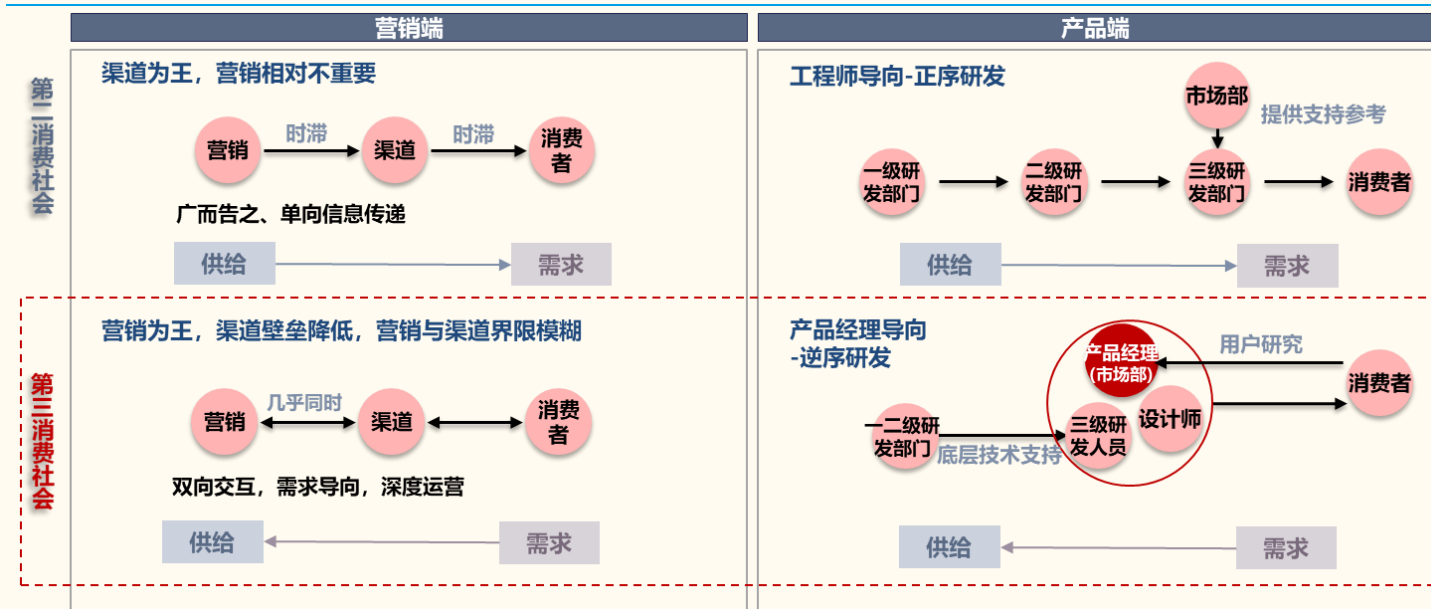 营销端
产品端
第二消费社会
渠道为王，营销相对不重要
营销
时滞
渠道
时滞
消费
者
广而告之、单向信息传递
供给
需求
工程师导向-正序研发
市场部
提供支持参考
一级研
发部门
二级研
发部门
三级研
发部门
消费者
供给
需求
第三消费社会
营销为王，渠道壁垒降低，营销与渠道界限模糊
营销
几乎同时
渠道
消费
者
双向交互，需求导向，深度运营
供给
需求
产品经理导向
-逆序研发
产品经理
(市场部)
用户研究
消费者
设计师
一二级研
发部门
底层技术支持
三级研
发人员
供给
需求